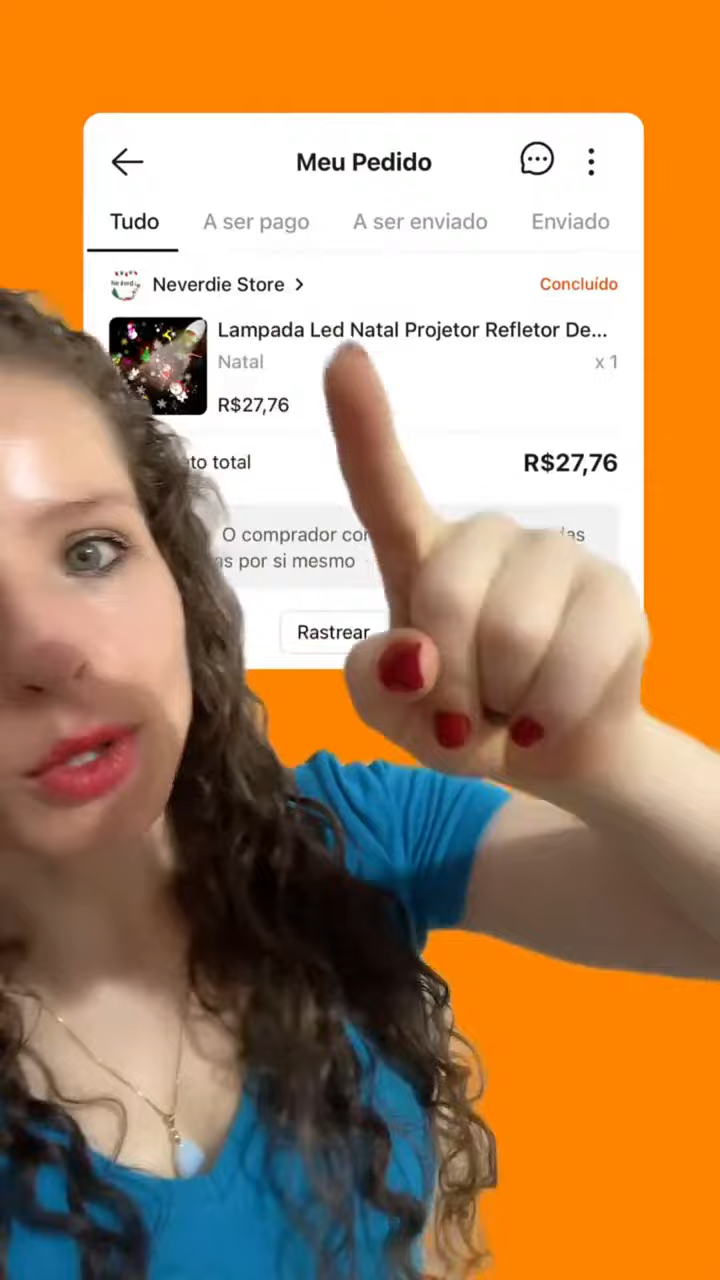 Meu Pedido
Tudo A ser pago A ser enviado Enviado
Neverdie Store Concluído
Lampada Led Natal Projetor Refletor De...
Natal x 1
R$27,76
to total R$27,76
O comprador
por si mesmo
Rastrear